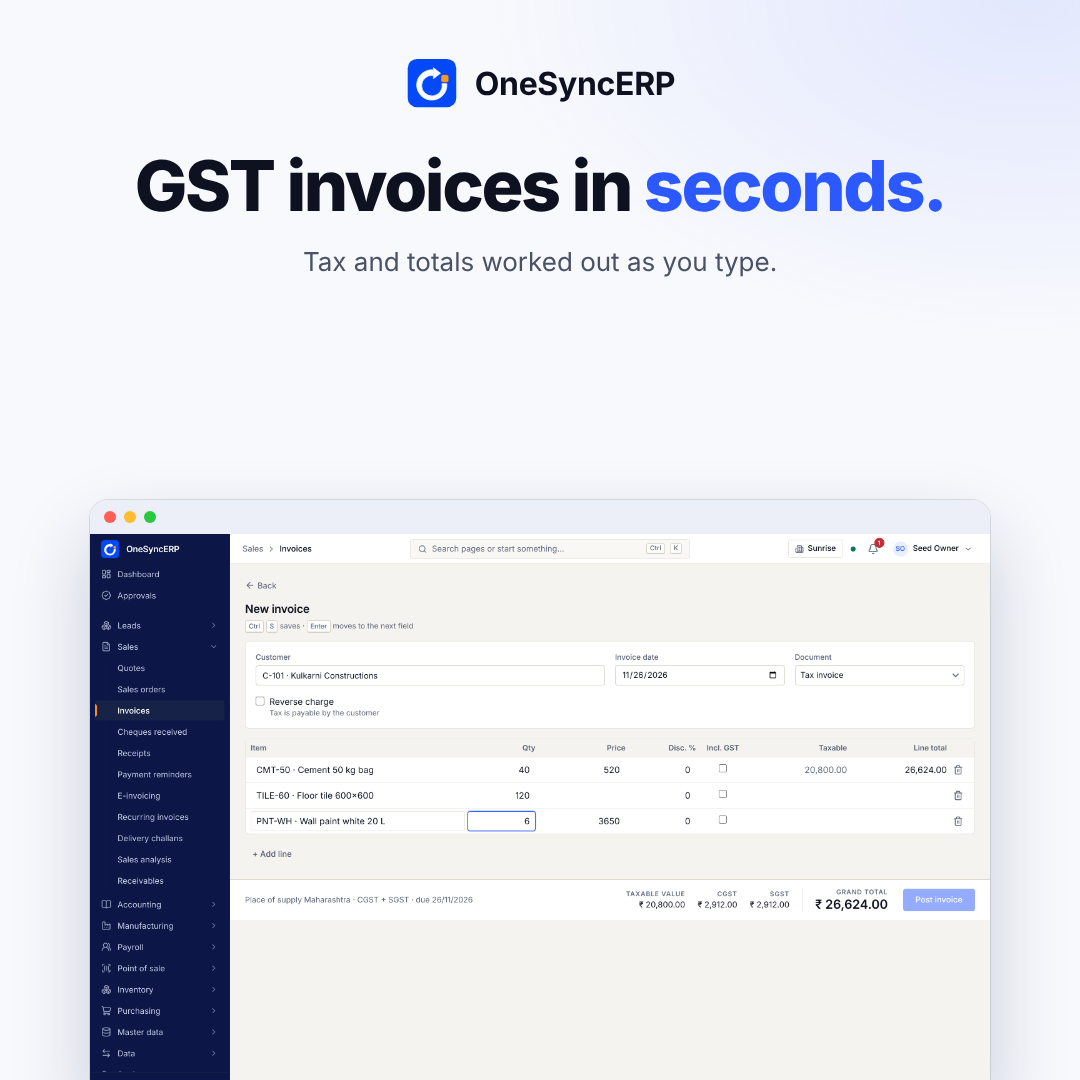 OneSyncERP
GST invoices in seconds.
Tax and totals worked out as you type.
OneSyncERP
Dashboard
Approvals
Leads
Sales
Quotes
Sales orders
Invoices
Cheques received
Receipts
Payment reminders
E-invoicing
Recurring invoices
Delivery challans
Sales analysis
Receivables
Accounting
Manufacturing
Payroll
Point of sale
Inventory
Purchasing
Master data
Data
Sales > Invoices
Search pages or start something... Ctrl K
Sunrise
1
SO Seed Owner
← Back
New invoice
Ctrl S saves · Enter moves to the next field
Customer Invoice date Document
C-101 · Kulkarni Constructions 11/26/2026 Tax invoice
Reverse charge
Tax is payable by the customer
Item Qty Price Disc. % Incl. GST Taxable Line total
CMT-50 · Cement 50 kg bag 40 520 0 20,800.00 26,624.00
TILE-60 · Floor tile 600×600 120 0
PNT-WH · Wall paint white 20 L 6 3650 0
+ Add line
Place of supply Maharashtra · CGST + SGST · due 26/11/2026
TAXABLE VALUE CGST SGST GRAND TOTAL
₹ 20,800.00 ₹ 2,912.00 ₹ 2,912.00 ₹ 26,624.00
Post invoice